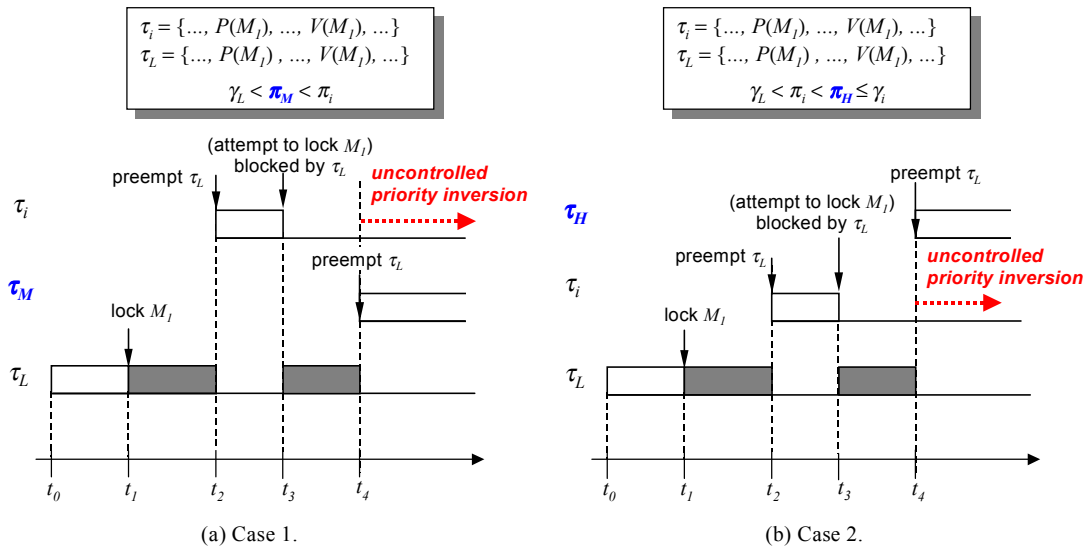 τi = {..., P(M1), ..., V(M1), ...}
τL = {..., P(M1) , ..., V(M1), ...}
γL < πM < πi
(attempt to lock M1)
blocked by τL
preempt τL
uncontrolled
priority inversion
τi
preempt τL
τM
lock M1
τL
t0 t1 t2 t3 t4
(a) Case 1.
τi = {..., P(M1), ..., V(M1), ...}
τL = {..., P(M1) , ..., V(M1), ...}
γL < πi < πH ≤ γi
preempt τL
(attempt to lock M1)
blocked by τL
τH
preempt τL
uncontrolled
priority inversion
τi
lock M1
τL
t0 t1 t2 t3 t4
(b) Case 2.